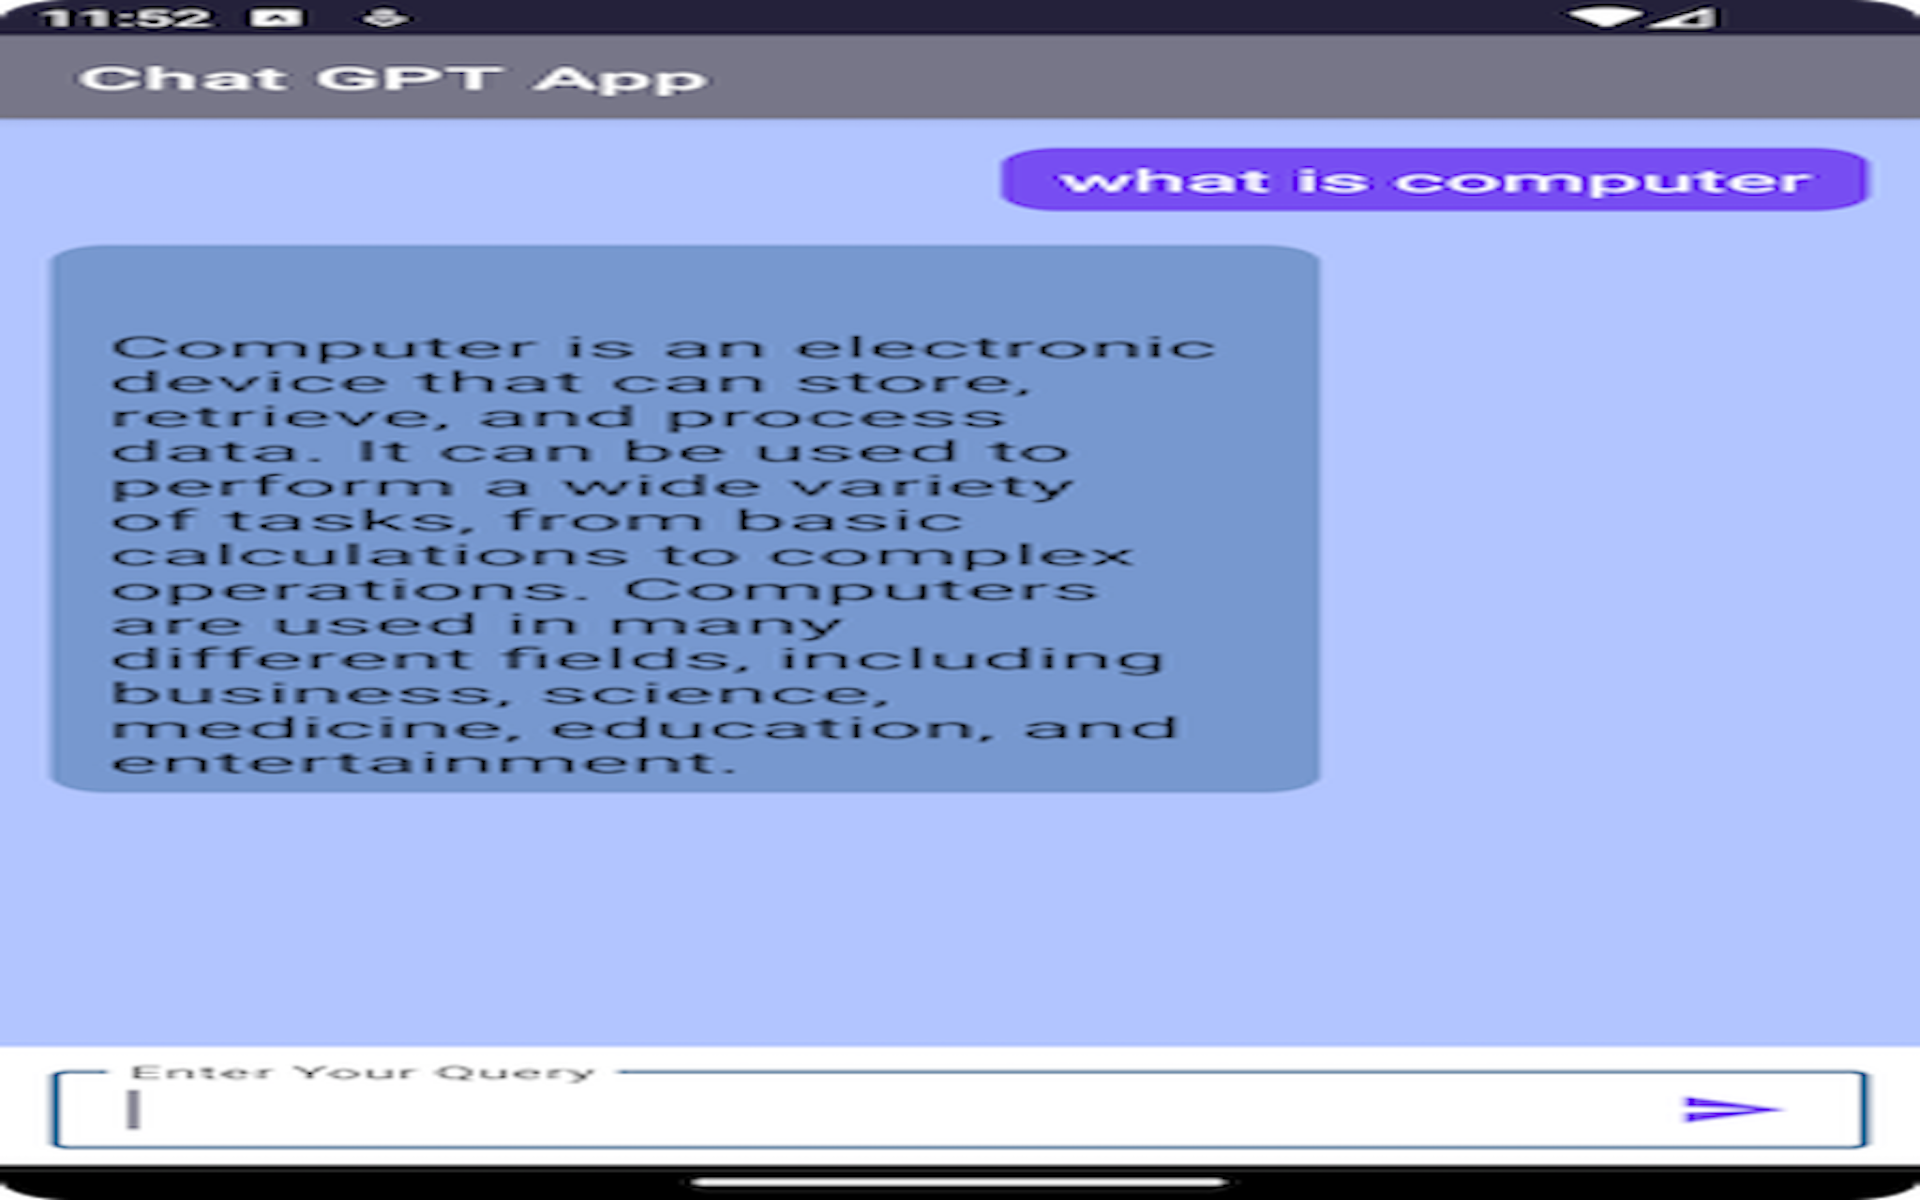 11:52
Chat GPT App
what is computer
Computer is an electronic
device that can store,
retrieve, and process
data. It can be used to
perform a wide variety
of tasks, from basic
calculations to complex
operations. Computers
are used in many
different fields, including
business, science,
medicine, education, and
entertainment.
Enter Your Query